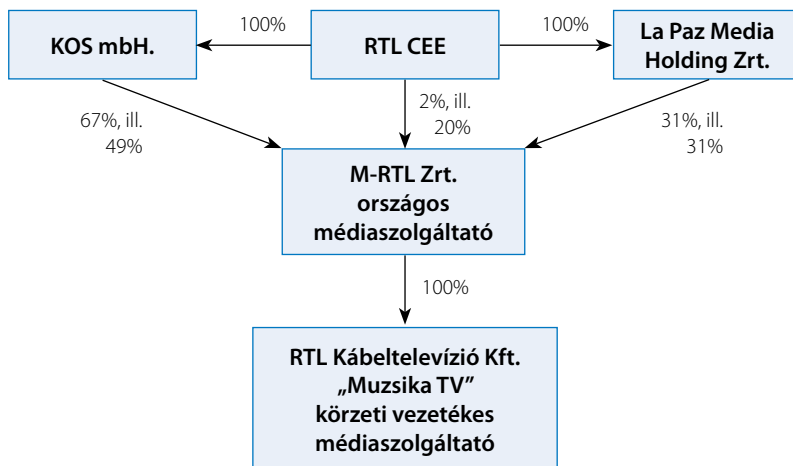 KOS mbH.
100%
RTL CEE
100%
La Paz Media
Holding Zrt.
67%, ill.
49%
2%, ill.
20%
31%, ill.
31%
M-RTL Zrt.
országos
médiaszolgáltató
100%
RTL Kábeltelevízió Kft.
„Muzsika TV”
körzeti vezetékes
médiaszolgáltató